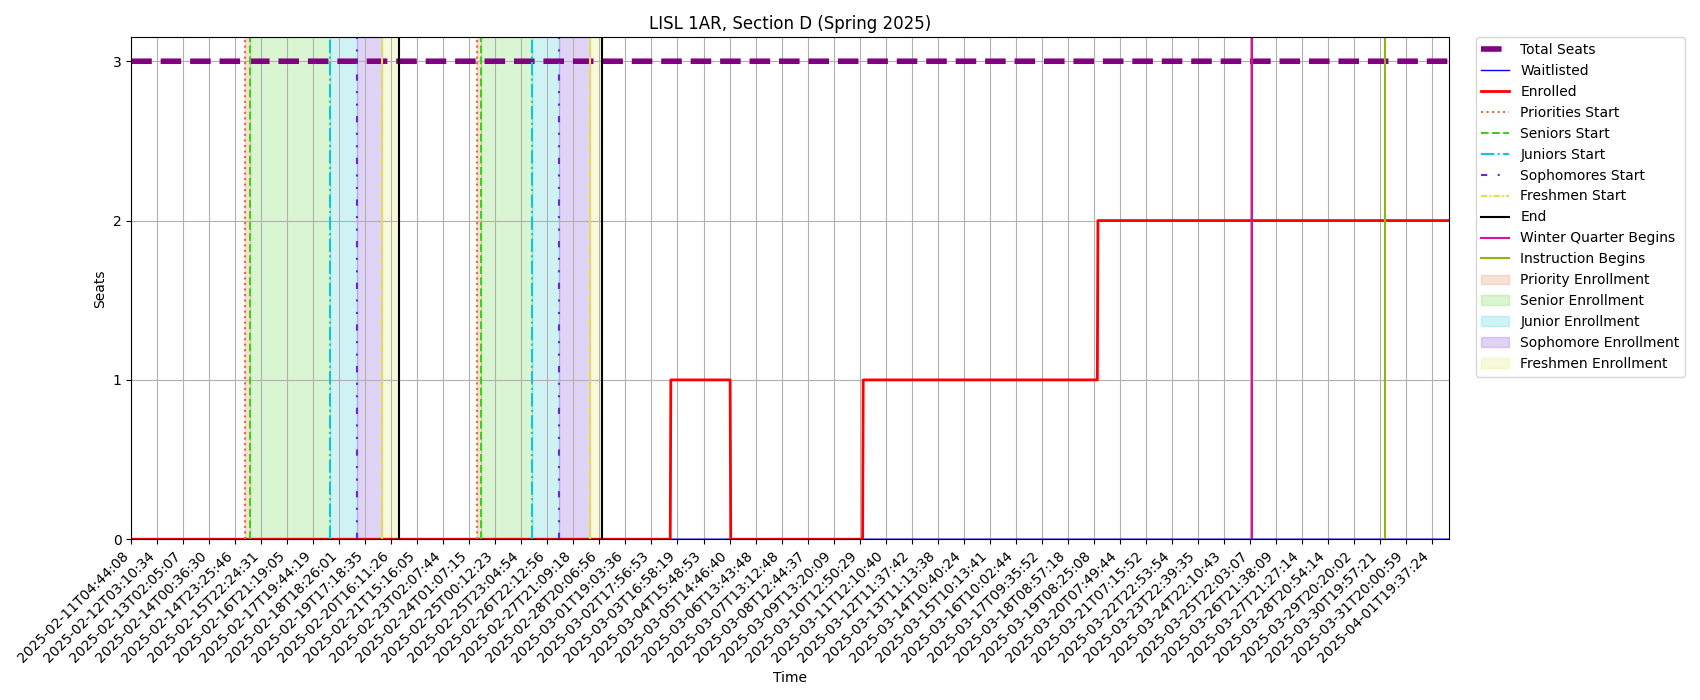 LISL 1AR, Section D (Spring 2025)
Seats
3
2
1
0
2025-02-11T04:44:08
2025-02-12T03:10:34
2025-02-13T02:05:07
2025-02-14T00:36:30
2025-02-14T23:25:46
2025-02-15T22:24:31
2025-02-16T21:19:05
2025-02-17T19:44:19
2025-02-18T18:26:01
2025-02-19T17:18:35
2025-02-20T16:11:26
2025-02-21T15:16:05
2025-02-23T02:07:44
2025-02-24T01:07:15
2025-02-25T00:12:23
2025-02-25T23:04:54
2025-02-26T22:12:56
2025-02-27T21:09:18
2025-02-28T20:06:56
2025-03-01T19:03:36
2025-03-02T17:56:53
2025-03-03T16:58:19
2025-03-04T15:48:53
2025-03-05T14:46:40
2025-03-06T13:43:48
2025-03-07T13:12:48
2025-03-08T12:44:37
2025-03-09T13:20:09
2025-03-10T12:50:29
2025-03-11T12:10:40
2025-03-12T11:37:42
2025-03-13T11:13:38
2025-03-14T10:40:24
2025-03-15T10:13:41
2025-03-16T10:02:44
2025-03-17T09:35:52
2025-03-18T08:57:18
2025-03-19T08:25:08
2025-03-20T07:49:44
2025-03-21T07:15:52
2025-03-22T22:53:54
2025-03-23T22:39:35
2025-03-24T22:10:43
2025-03-25T22:03:07
2025-03-26T21:38:09
2025-03-27T21:27:14
2025-03-28T20:54:14
2025-03-29T20:20:02
2025-03-30T19:57:21
2025-03-31T20:00:59
2025-04-01T19:37:24
Time
Total Seats
Waitlisted
Enrolled
Priorities Start
Seniors Start
Juniors Start
Sophomores Start
Freshmen Start
End
Winter Quarter Begins
Instruction Begins
Priority Enrollment
Senior Enrollment
Junior Enrollment
Sophomore Enrollment
Freshmen Enrollment